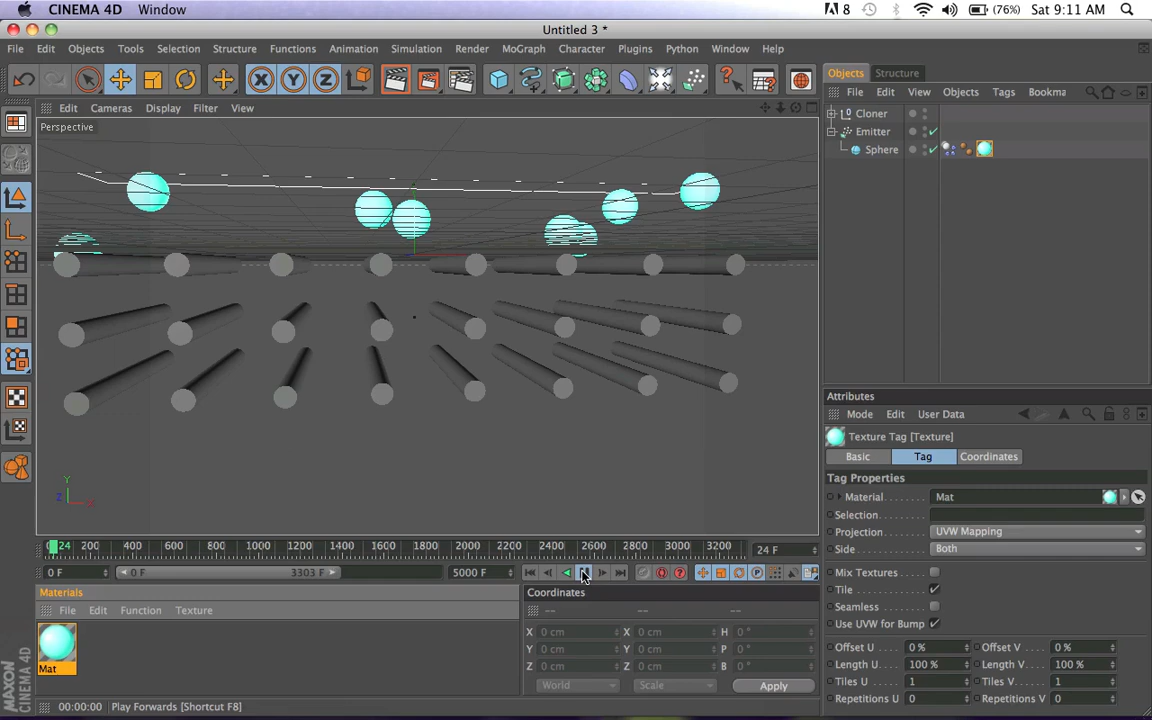 CINEMA 4D Window 8 (76%) Sat 9:11 AM
Untitled 3 *
File Edit Objects Tools Selection Structure Functions Animation Simulation Render MoGraph Character Plugins Python Window Help
X Y Z
Objects Structure
File Edit View Objects Tags Bookma
Edit Cameras Display Filter View
Perspective
Cloner
Emitter
Sphere
Y
Z X
Attributes
Mode Edit User Data
Texture Tag [Texture]
Basic Tag Coordinates
Tag Properties
Material Mat
Selection
Projection UVW Mapping
Side Both
Mix Textures
Tile
Seamless
Use UVW for Bump
Offset U 0 % Offset V 0 %
Length U 100 % Length V 100 %
Tiles U 1 Tiles V 1
Repetitions U 0 Repetitions V 0
24 200 400 600 800 1000 1200 1400 1600 1800 2000 2200 2400 2600 2800 3000 3200 24 F
0 F 0 F 3303 F 5000 F
Materials
File Edit Function Texture
Mat
Coordinates
-- -- --
X 0 cm X 0 cm H 0 °
Y 0 cm Y 0 cm P 0 °
Z 0 cm Z 0 cm B 0 °
World Scale Apply
MAXON CINEMA 4D
00:00:00 Play Forwards [Shortcut F8]